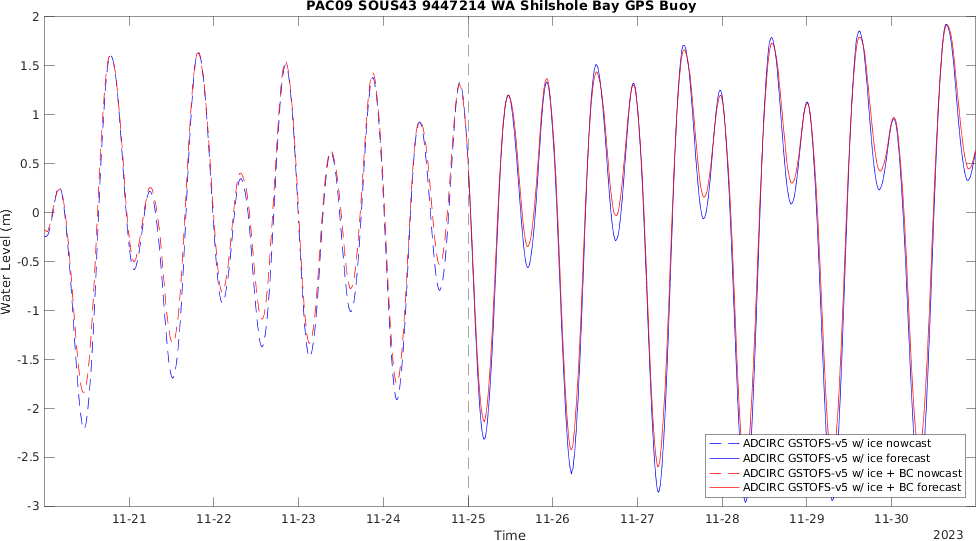 PAC09 SOUS43 9447214 WA Shilshole Bay GPS Buoy
Water Level (m)
2
1.5
1
0.5
0
-0.5
-1
-1.5
-2
-2.5
-3
ADCIRC GSTOFS-v5 w/ ice nowcast
ADCIRC GSTOFS-v5 w/ ice forecast
ADCIRC GSTOFS-v5 w/ ice + BC nowcast
ADCIRC GSTOFS-v5 w/ ice + BC forecast
11-21 11-22 11-23 11-24 11-25 11-26 11-27 11-28 11-29 11-30
Time
2023